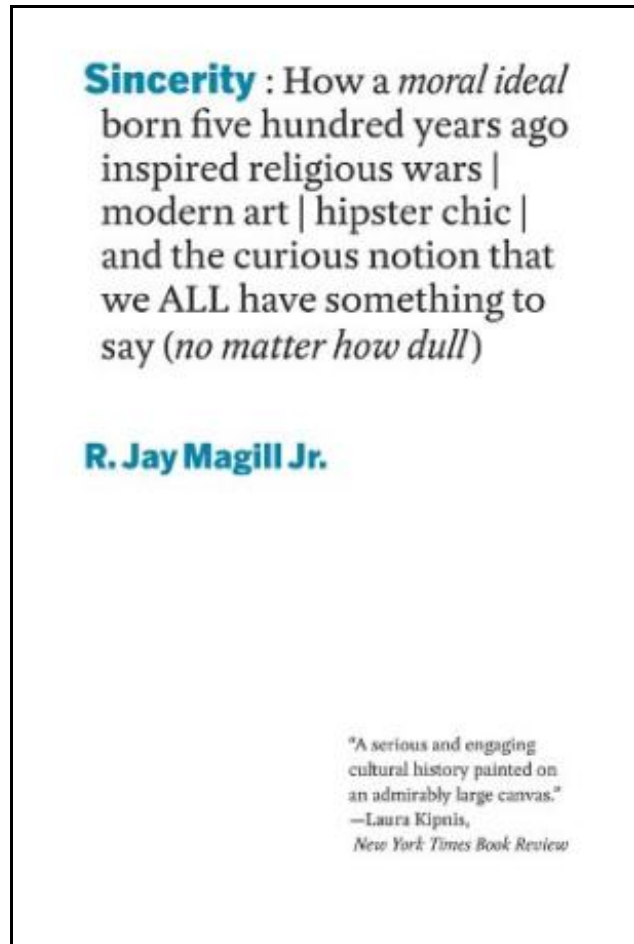 Sincerity : How a moral ideal
born five hundred years ago
inspired religious wars |
modern art | hipster chic |
and the curious notion that
we ALL have something to
say (no matter how dull)
R. Jay Magill Jr.
"A serious and engaging
cultural history painted on
an admirably large canvas."
—Laura Kipnis,
New York Times Book Review